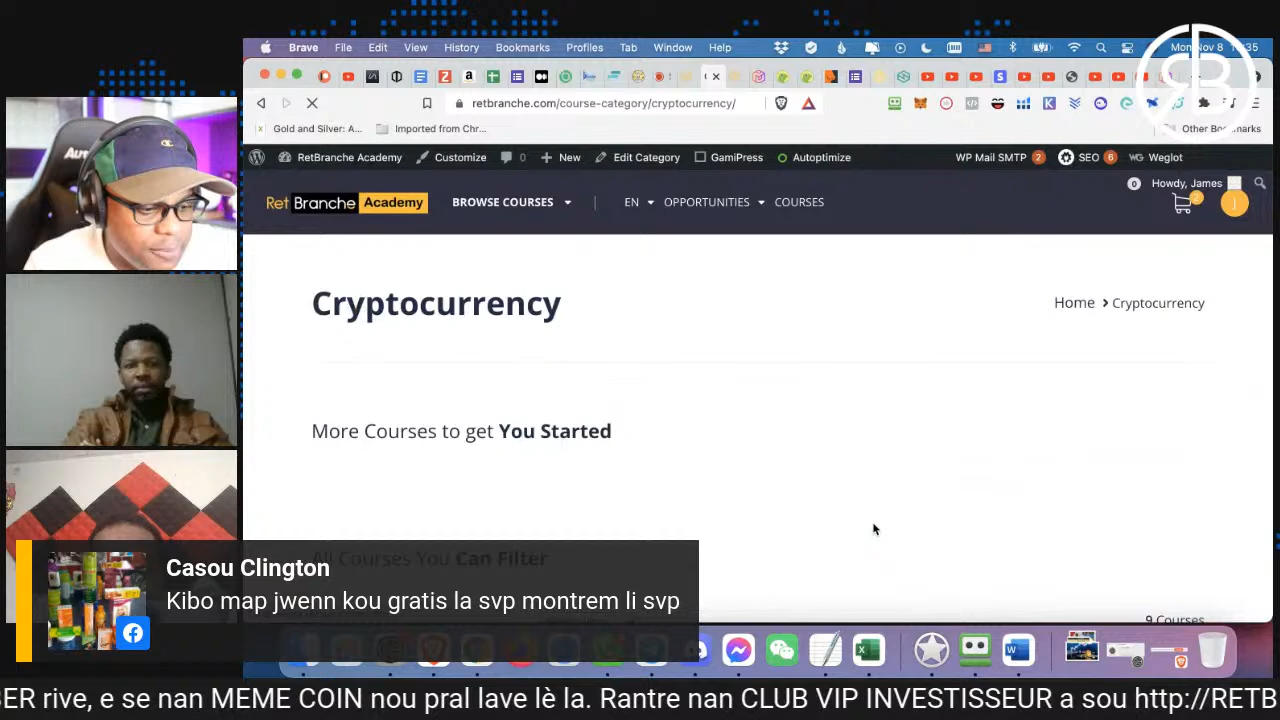 Brave File Edit View History Bookmarks Profiles Tab Window Help
retbranche.com/course-category/cryptocurrency/
Gold and Silver: A... Imported from Chr... Other Bookmarks
RetBranche Academy Customize 0 New Edit Category GamiPress Autoptimize WP Mail SMTP 2 SEO 6 WG Weglot
0 Howdy, James
Ret Branche Academy BROWSE COURSES EN OPPORTUNITIES COURSES 2 J
Cryptocurrency
Home > Cryptocurrency
More Courses to get You Started
All Courses You Can Filter
9 Courses
Casou Clington
Kibo map jwenn kou gratis la svp montrem li svp
BER rive, e se nan MEME COIN nou pral lave lè la. Rantre nan CLUB VIP INVESTISSEUR a sou http://RETB